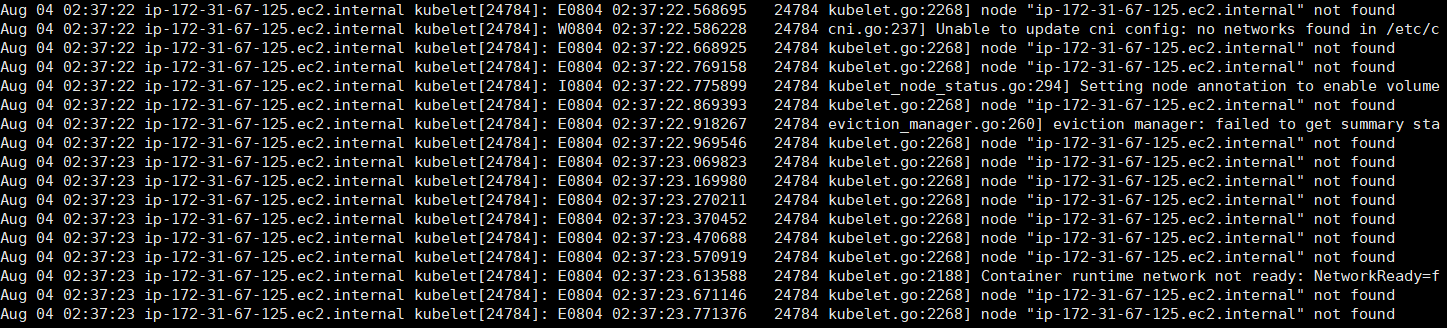 Aug 04 02:37:22 ip-172-31-67-125.ec2.internal kubelet[24784]: E0804 02:37:22.568695   24784 kubelet.go:2268] node "ip-172-31-67-125.ec2.internal" not found
Aug 04 02:37:22 ip-172-31-67-125.ec2.internal kubelet[24784]: W0804 02:37:22.586228   24784 cni.go:237] Unable to update cni config: no networks found in /etc/c
Aug 04 02:37:22 ip-172-31-67-125.ec2.internal kubelet[24784]: E0804 02:37:22.668925   24784 kubelet.go:2268] node "ip-172-31-67-125.ec2.internal" not found
Aug 04 02:37:22 ip-172-31-67-125.ec2.internal kubelet[24784]: E0804 02:37:22.769158   24784 kubelet.go:2268] node "ip-172-31-67-125.ec2.internal" not found
Aug 04 02:37:22 ip-172-31-67-125.ec2.internal kubelet[24784]: I0804 02:37:22.775899   24784 kubelet_node_status.go:294] Setting node annotation to enable volume
Aug 04 02:37:22 ip-172-31-67-125.ec2.internal kubelet[24784]: E0804 02:37:22.869393   24784 kubelet.go:2268] node "ip-172-31-67-125.ec2.internal" not found
Aug 04 02:37:22 ip-172-31-67-125.ec2.internal kubelet[24784]: E0804 02:37:22.918267   24784 eviction_manager.go:260] eviction manager: failed to get summary sta
Aug 04 02:37:22 ip-172-31-67-125.ec2.internal kubelet[24784]: E0804 02:37:22.969546   24784 kubelet.go:2268] node "ip-172-31-67-125.ec2.internal" not found
Aug 04 02:37:23 ip-172-31-67-125.ec2.internal kubelet[24784]: E0804 02:37:23.069823   24784 kubelet.go:2268] node "ip-172-31-67-125.ec2.internal" not found
Aug 04 02:37:23 ip-172-31-67-125.ec2.internal kubelet[24784]: E0804 02:37:23.169980   24784 kubelet.go:2268] node "ip-172-31-67-125.ec2.internal" not found
Aug 04 02:37:23 ip-172-31-67-125.ec2.internal kubelet[24784]: E0804 02:37:23.270211   24784 kubelet.go:2268] node "ip-172-31-67-125.ec2.internal" not found
Aug 04 02:37:23 ip-172-31-67-125.ec2.internal kubelet[24784]: E0804 02:37:23.370452   24784 kubelet.go:2268] node "ip-172-31-67-125.ec2.internal" not found
Aug 04 02:37:23 ip-172-31-67-125.ec2.internal kubelet[24784]: E0804 02:37:23.470688   24784 kubelet.go:2268] node "ip-172-31-67-125.ec2.internal" not found
Aug 04 02:37:23 ip-172-31-67-125.ec2.internal kubelet[24784]: E0804 02:37:23.570919   24784 kubelet.go:2268] node "ip-172-31-67-125.ec2.internal" not found
Aug 04 02:37:23 ip-172-31-67-125.ec2.internal kubelet[24784]: E0804 02:37:23.613588   24784 kubelet.go:2188] Container runtime network not ready: NetworkReady=f
Aug 04 02:37:23 ip-172-31-67-125.ec2.internal kubelet[24784]: E0804 02:37:23.671146   24784 kubelet.go:2268] node "ip-172-31-67-125.ec2.internal" not found
Aug 04 02:37:23 ip-172-31-67-125.ec2.internal kubelet[24784]: E0804 02:37:23.771376   24784 kubelet.go:2268] node "ip-172-31-67-125.ec2.internal" not found